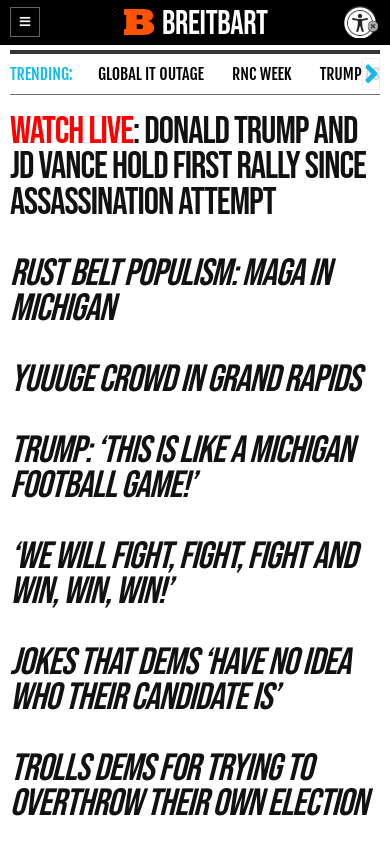 BREITBART
TRENDING: GLOBAL IT OUTAGE RNC WEEK TRUMP
WATCH LIVE: DONALD TRUMP AND
JD VANCE HOLD FIRST RALLY SINCE
ASSASSINATION ATTEMPT
RUST BELT POPULISM: MAGA IN
MICHIGAN
YUUUGE CROWD IN GRAND RAPIDS
TRUMP: ‘THIS IS LIKE A MICHIGAN
FOOTBALL GAME!’
‘WE WILL FIGHT, FIGHT, FIGHT AND
WIN, WIN, WIN!’
JOKES THAT DEMS ‘HAVE NO IDEA
WHO THEIR CANDIDATE IS’
TROLLS DEMS FOR TRYING TO
OVERTHROW THEIR OWN ELECTION